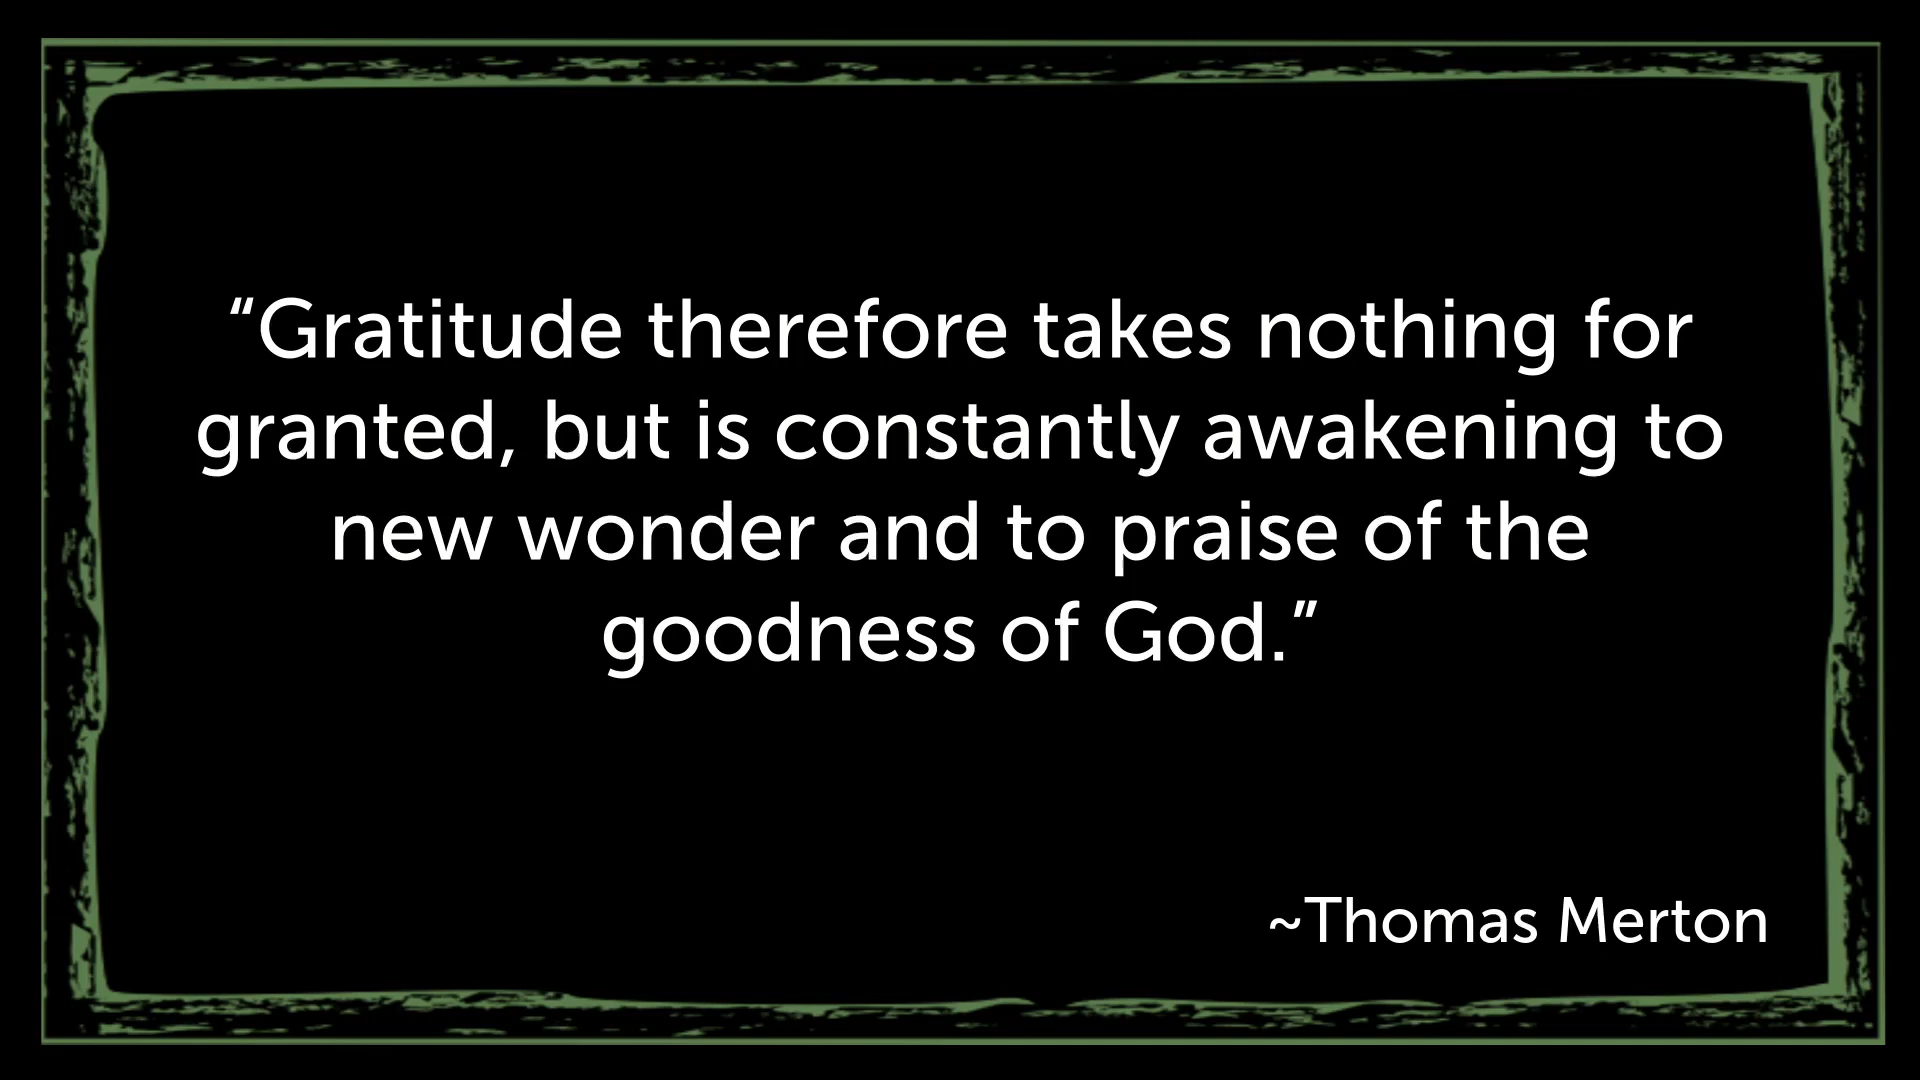 “Gratitude therefore takes nothing for
granted, but is constantly awakening to
new wonder and to praise of the
goodness of God.”
~Thomas Merton